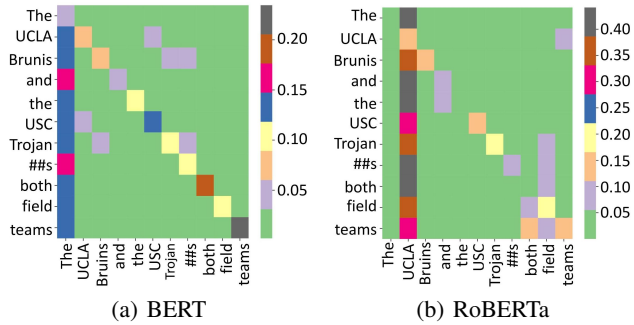 The
UCLA
Brunis
and
the
USC
Trojan
##s
both
field
teams
The
UCLA
Bruins
and
the
USC
Trojan
##s
both
field
teams
0.20
0.15
0.10
0.05
(a) BERT
The
UCLA
Brunis
and
the
USC
Trojan
##s
both
field
teams
The
UCLA
Bruins
and
the
USC
Trojan
##s
both
field
teams
0.40
0.35
0.30
0.25
0.20
0.15
0.10
0.05
(b) RoBERTa